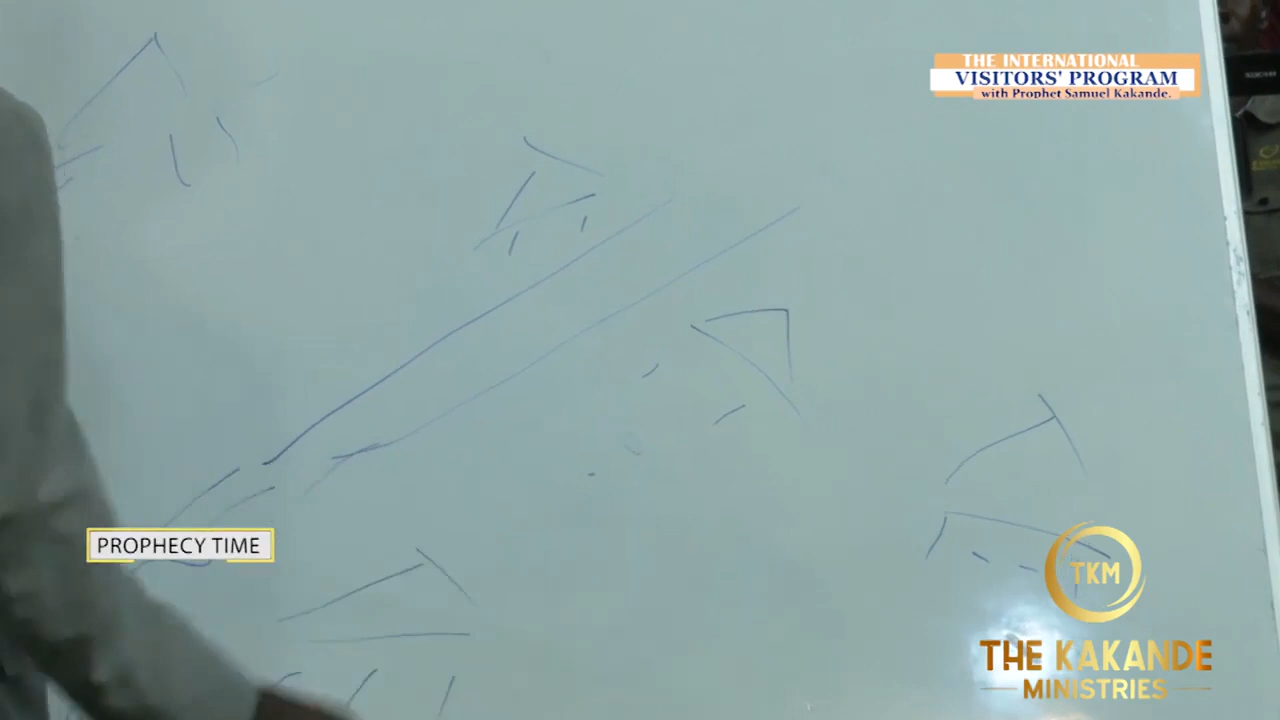 THE INTERNATIONAL
VISITORS' PROGRAM
with Prophet Samuel Kakande.
PROPHECY TIME
TKM
THE KAKANDE
MINISTRIES